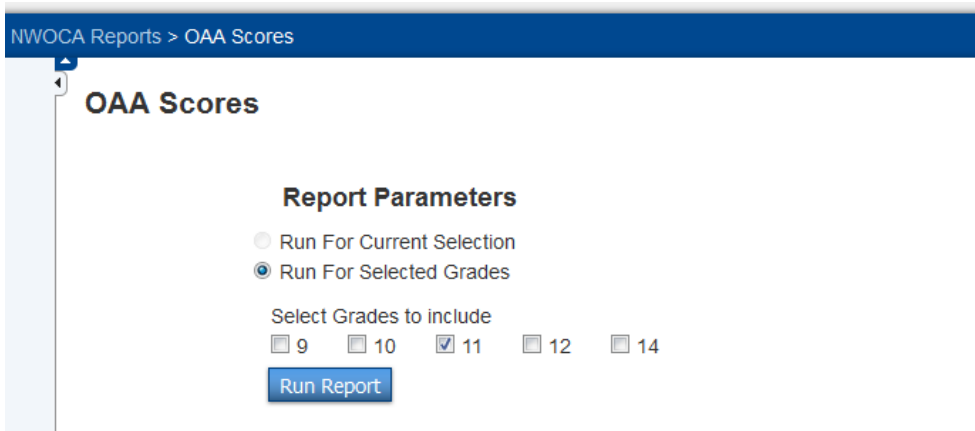 NWOCA Reports > OAA Scores
OAA Scores
Report Parameters
Run For Current Selection
Run For Selected Grades
Select Grades to include
9 10 11 12 14
Run Report